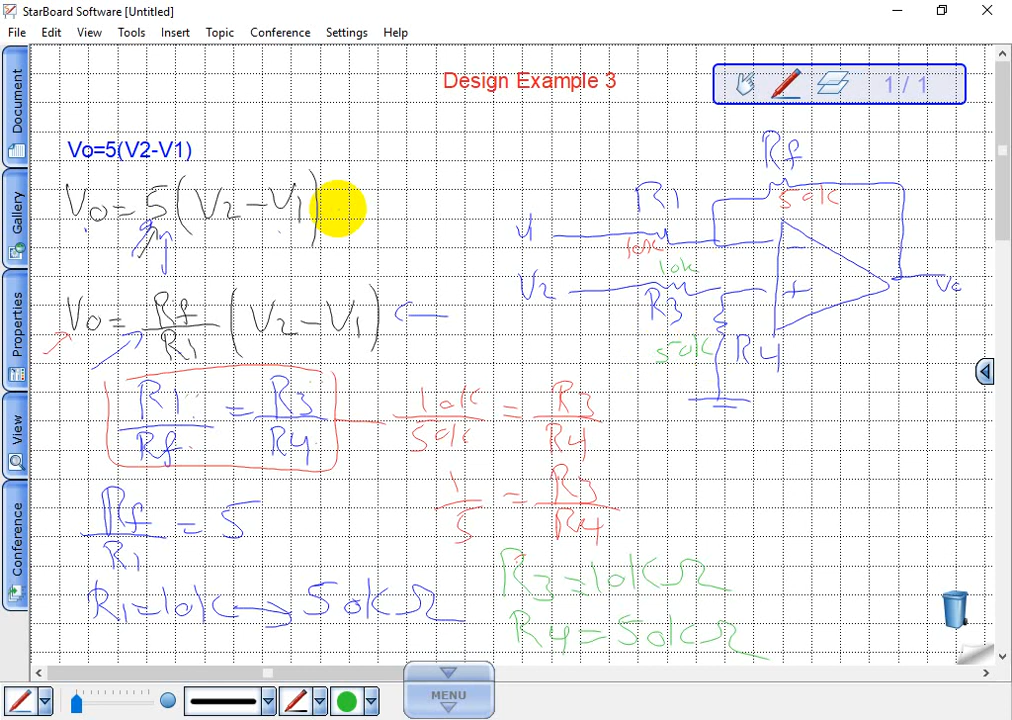 StarBoard Software [Untitled]
File Edit View Tools Insert Topic Conference Settings Help
Document
Gallery
Properties
View
Conference
Design Example 3
1 / 1
Vo=5(V2-V1)
Vo = 5 (V2 - V1)
Vo = Rf/R1 (V2 - V1)
R1/Rf = R3/R4
10k/50k = R3/R4
1/5 = R3/R4
Rf/R1 = 5
R1=10k → 50kΩ
R3=10kΩ
R4=50kΩ
Rf
50k
R1
10k
V2
10k
R3
50k
R4
-
+
Vo
MENU